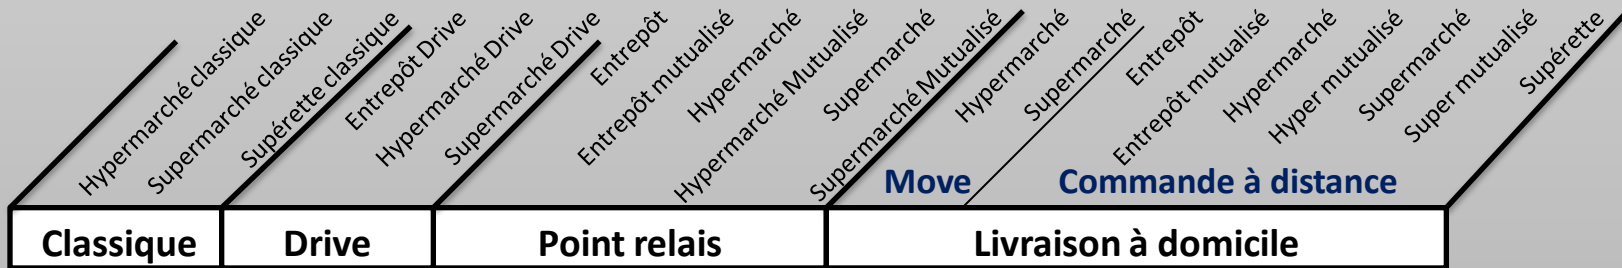 Hypermarché classique
Supermarché classique
Supérette classique
Entrepôt Drive
Hypermarché Drive
Supermarché Drive
Entrepôt
Entrepôt mutualisé
Hypermarché
Hypermarché Mutualisé
Supermarché
Supermarché Mutualisé
Hypermarché
Supermarché
Entrepôt
Entrepôt mutualisé
Hypermarché
Hyper mutualisé
Supermarché
Super mutualisé
Supérette
Move
Commande à distance
Classique
Drive
Point relais
Livraison à domicile